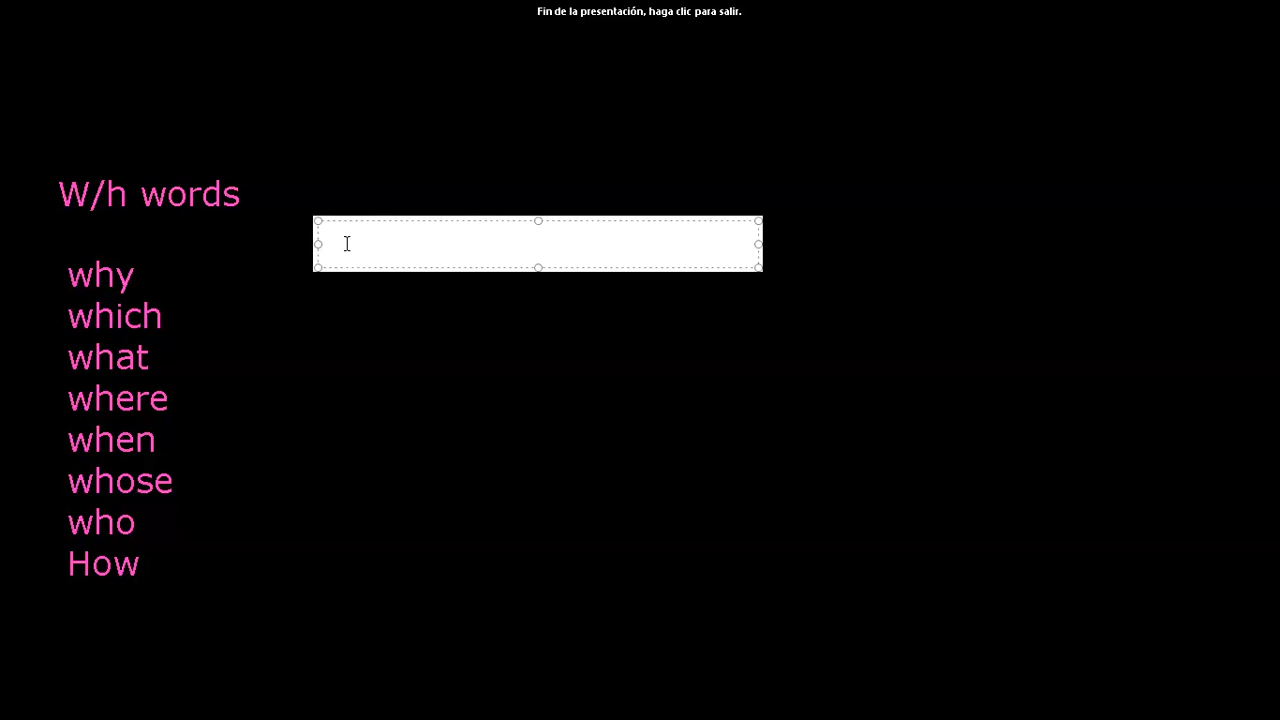 Fin de la presentación, haga clic para salir.
W/h words
why
which
what
where
when
whose
who
How